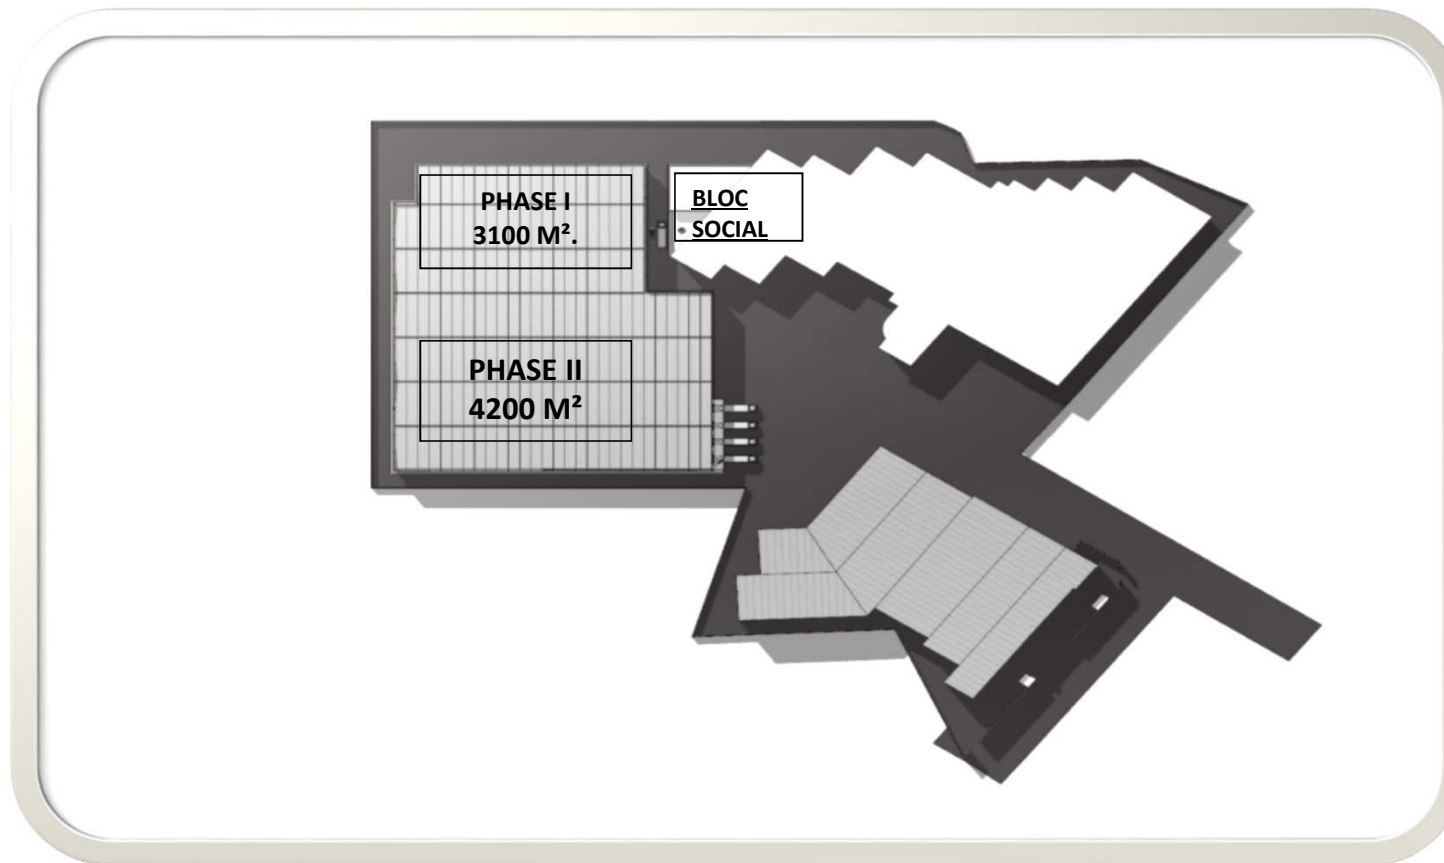 PHASE I
3100 M².
BLOC
SOCIAL
PHASE II
4200 M²